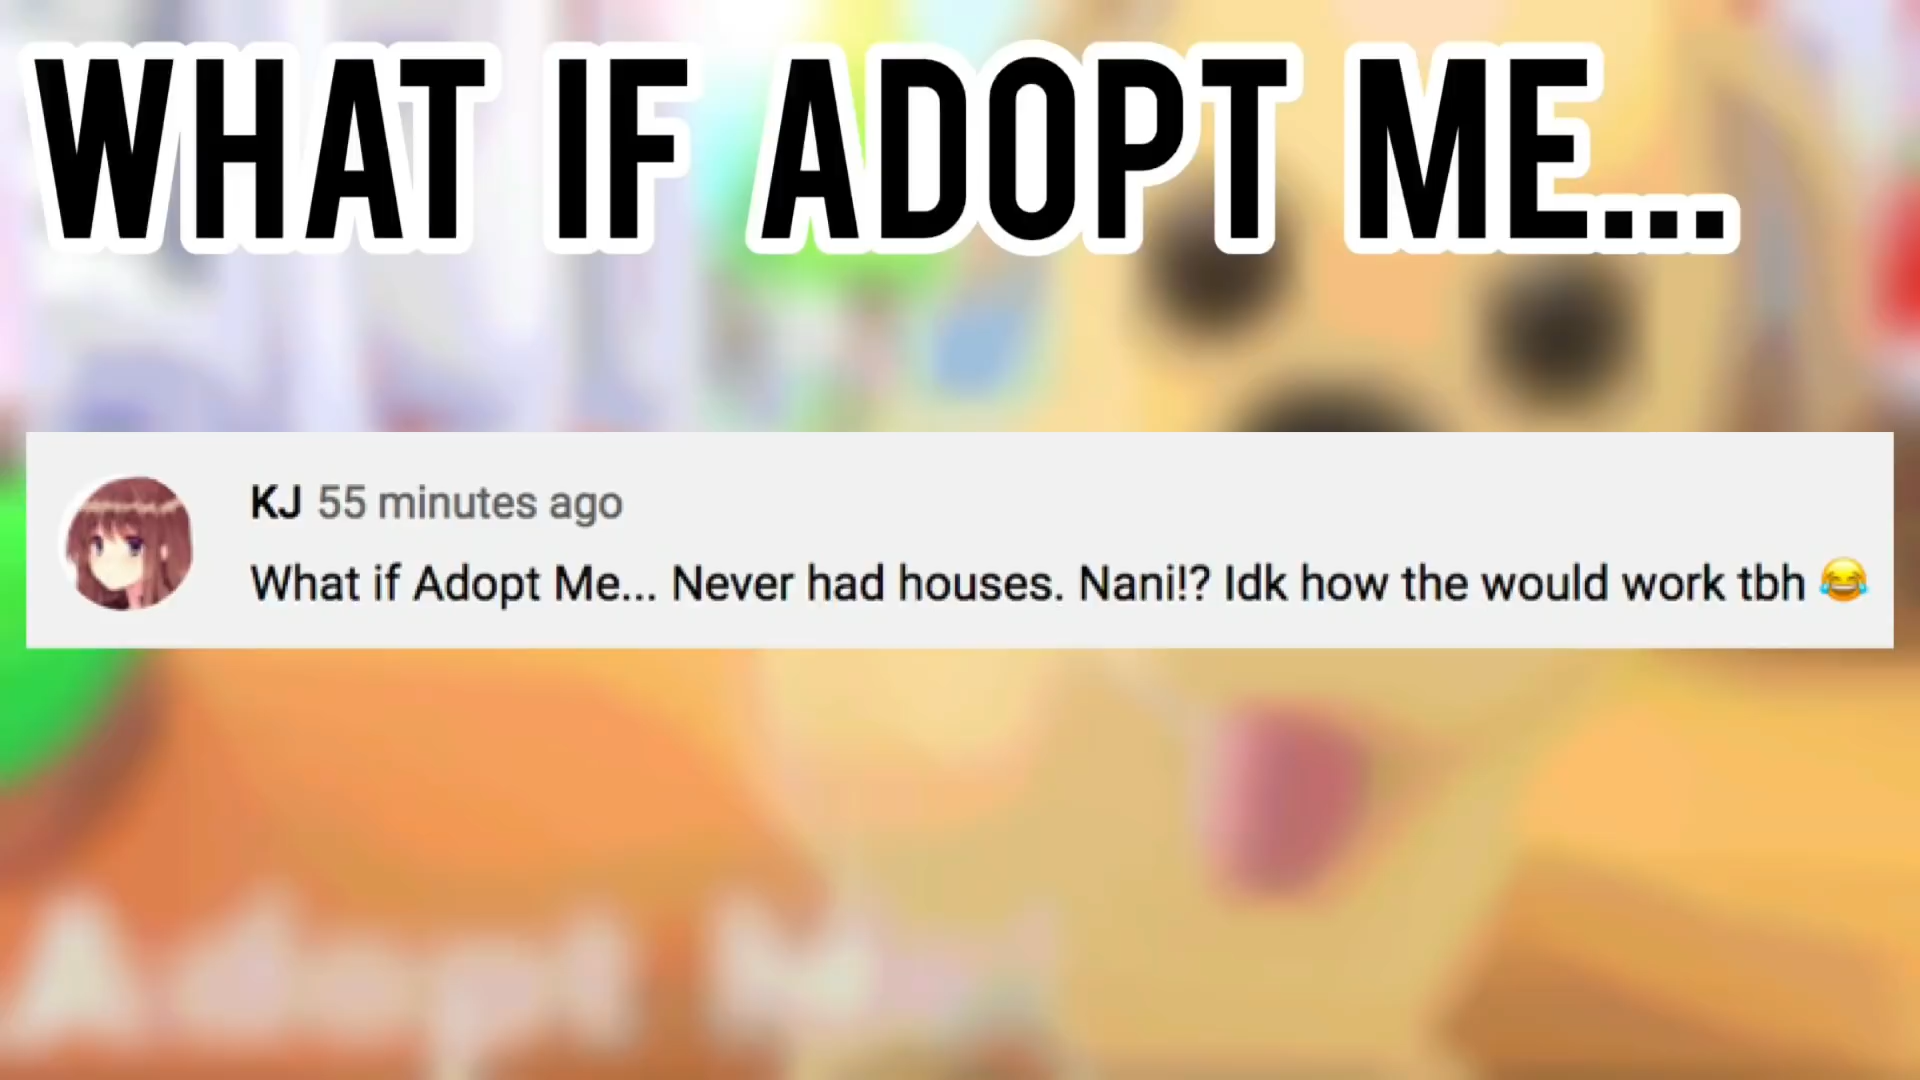 WHAT IF ADOPT ME...
KJ 55 minutes ago
What if Adopt Me... Never had houses. Nani!? Idk how the would work tbh 😂
Adopt M